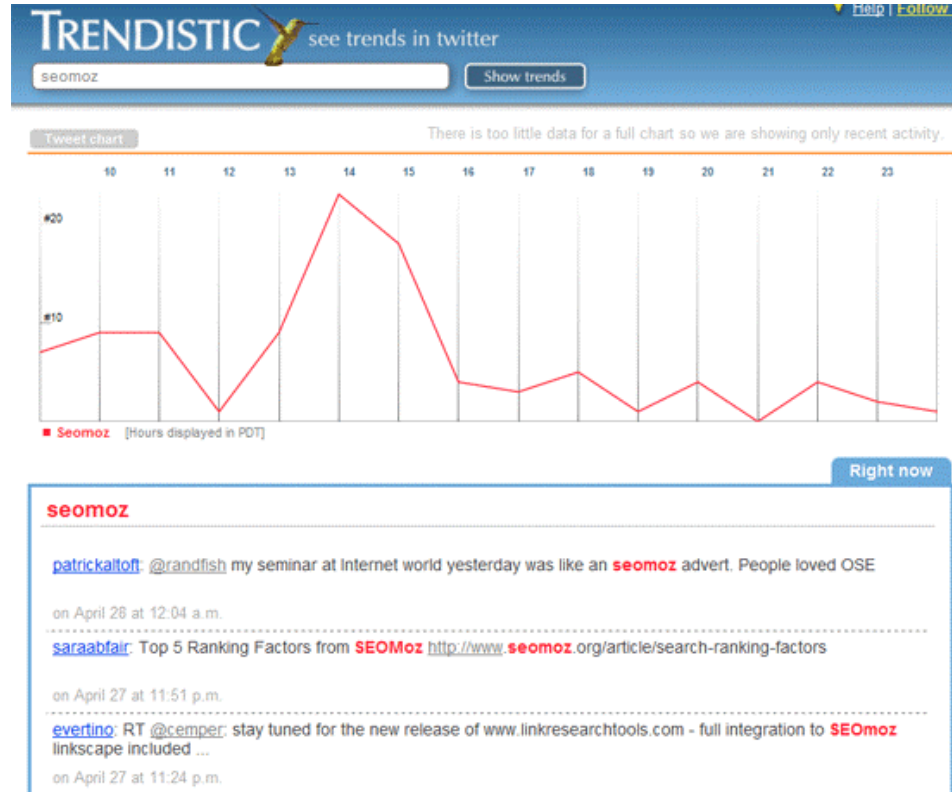 Help | Follow
TRENDISTIC see trends in twitter
seomoz
Show trends
Tweet chart
There is too little data for a full chart so we are showing only recent activity.
10 11 12 13 14 15 16 17 18 19 20 21 22 23
#20
#10
Seomoz [Hours displayed in PDT]
Right now
seomoz
patrickaltoft: @randfish my seminar at Internet world yesterday was like an seomoz advert. People loved OSE
on April 28 at 12:04 a.m.
saraabfair: Top 5 Ranking Factors from SEOMoz http://www.seomoz.org/article/search-ranking-factors
on April 27 at 11:51 p.m.
evertino: RT @cemper: stay tuned for the new release of www.linkresearchtools.com - full integration to SEOmoz
linkscape included ...
on April 27 at 11:24 p.m.